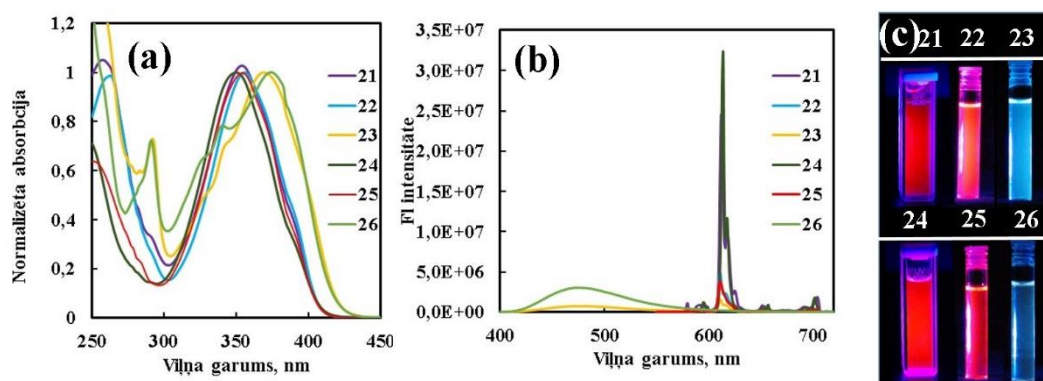 (a)
Normalizēta absorbcija
1,2
1
0,8
0,6
0,4
0,2
0
250 300 350 400 450
Viļņa garums, nm
21
22
23
24
25
26
(b)
Fl intensitāte
3,5E+07
3,0E+07
2,5E+07
2,0E+07
1,5E+07
1,0E+07
5,0E+06
0,0E+00
400 500 600 700
Viļņa garums, nm
21
22
23
24
25
26
(c)
21 22 23
24 25 26